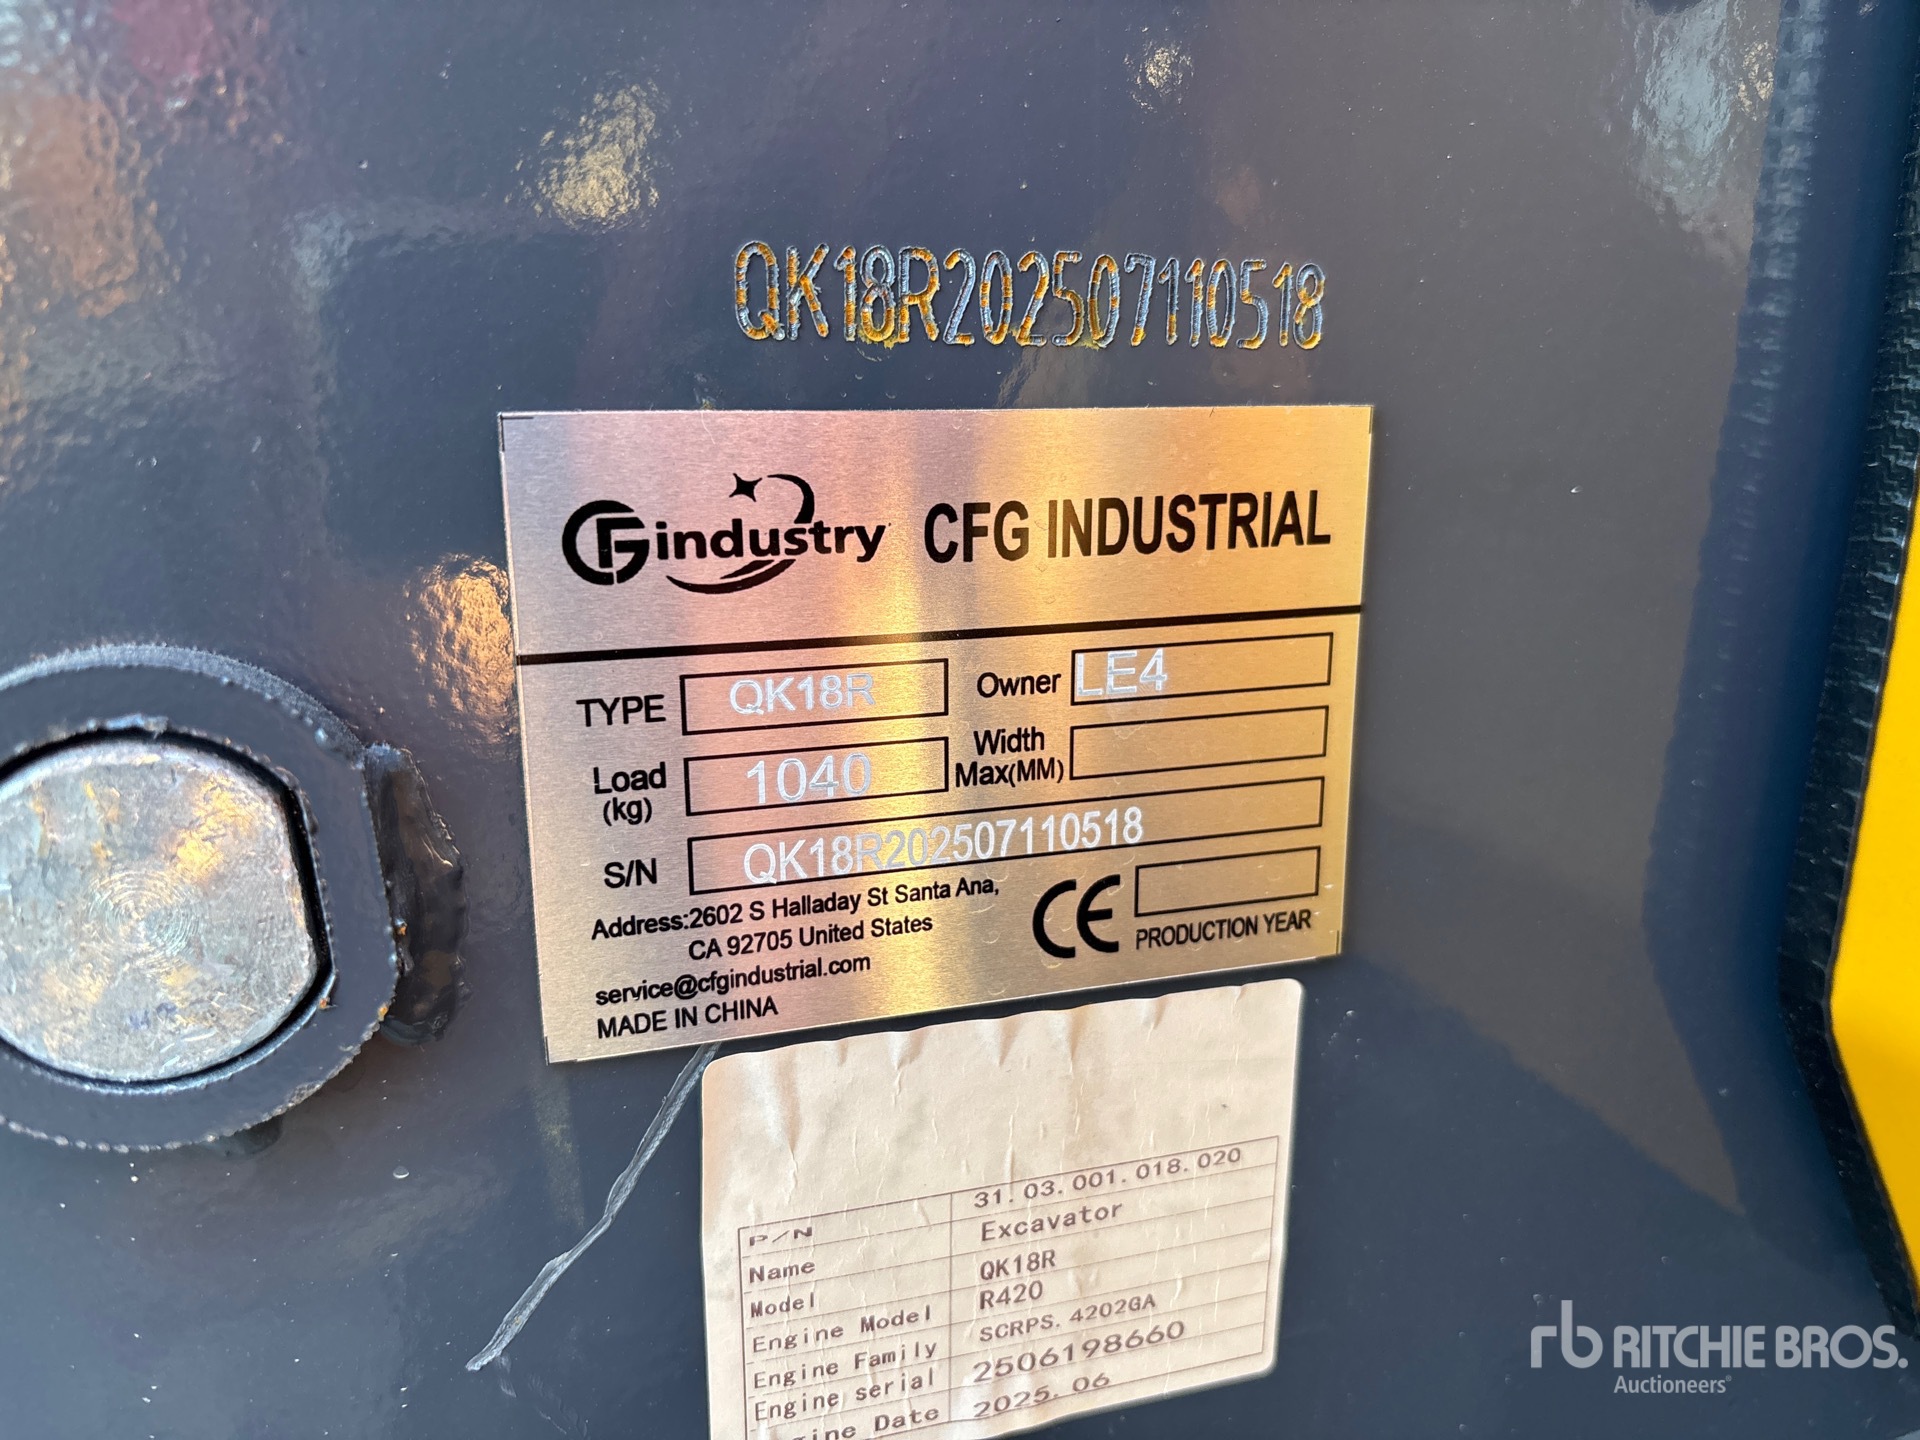 QK18R202507110518
CFG industry CFG INDUSTRIAL
TYPE QK18R Owner LE4
Load (kg) 1040 Width Max(MM)
S/N QK18R202507110518
Address:2602 S Halladay St Santa Ana,
CA 92705 United States
service@cfgindustrial.com
MADE IN CHINA
CE PRODUCTION YEAR
P/N 31.03.001.018.020
Name Excavator
Model QK18R
Engine Model R420
Engine Family SCRPS.4202GA
Engine serial 2506198660
Date 2025.06
rb RITCHIE BROS.
Auctioneers